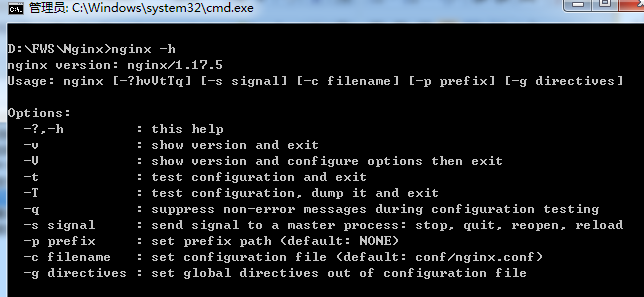 管理员: C:\Windows\system32\cmd.exe
D:\FWS\Nginx>nginx -h
nginx version: nginx/1.17.5
Usage: nginx [-?hvVtTq] [-s signal] [-c filename] [-p prefix] [-g directives]
Options:
-?,-h : this help
-v : show version and exit
-V : show version and configure options then exit
-t : test configuration and exit
-T : test configuration, dump it and exit
-q : suppress non-error messages during configuration testing
-s signal : send signal to a master process: stop, quit, reopen, reload
-p prefix : set prefix path (default: NONE)
-c filename : set configuration file (default: conf/nginx.conf)
-g directives : set global directives out of configuration file